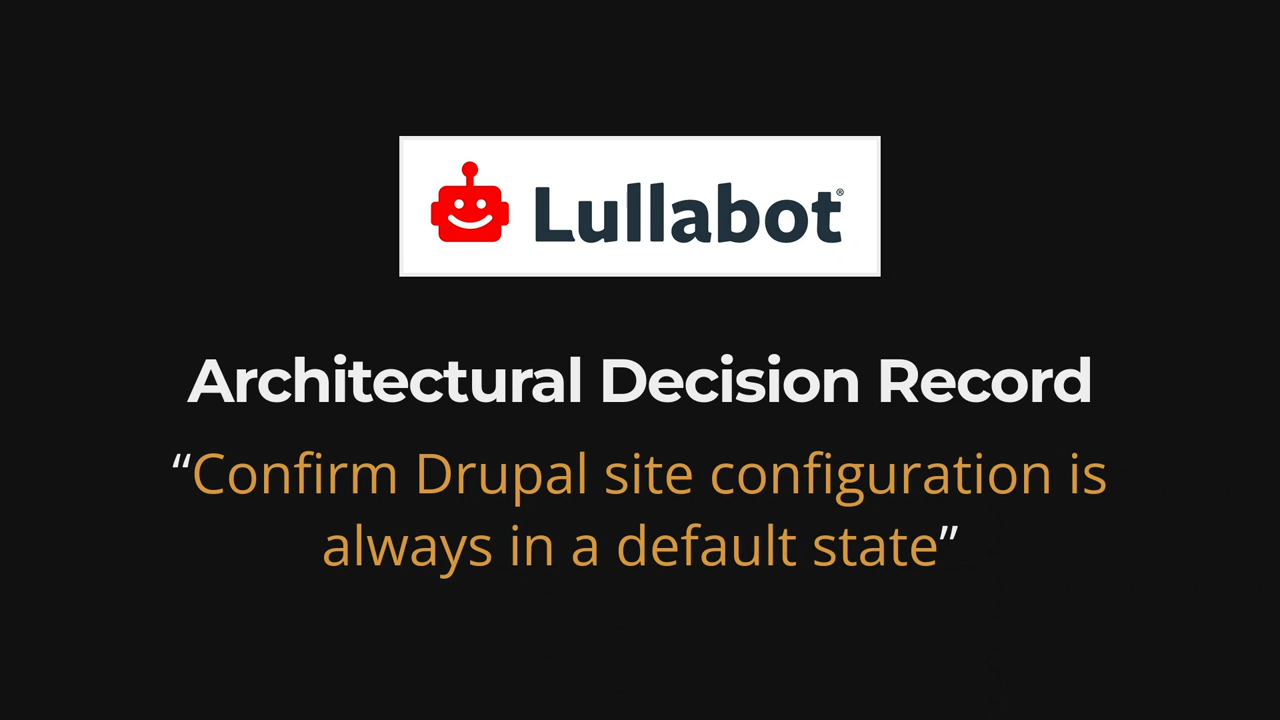 Lullabot®
Architectural Decision Record
“Confirm Drupal site configuration is
always in a default state”